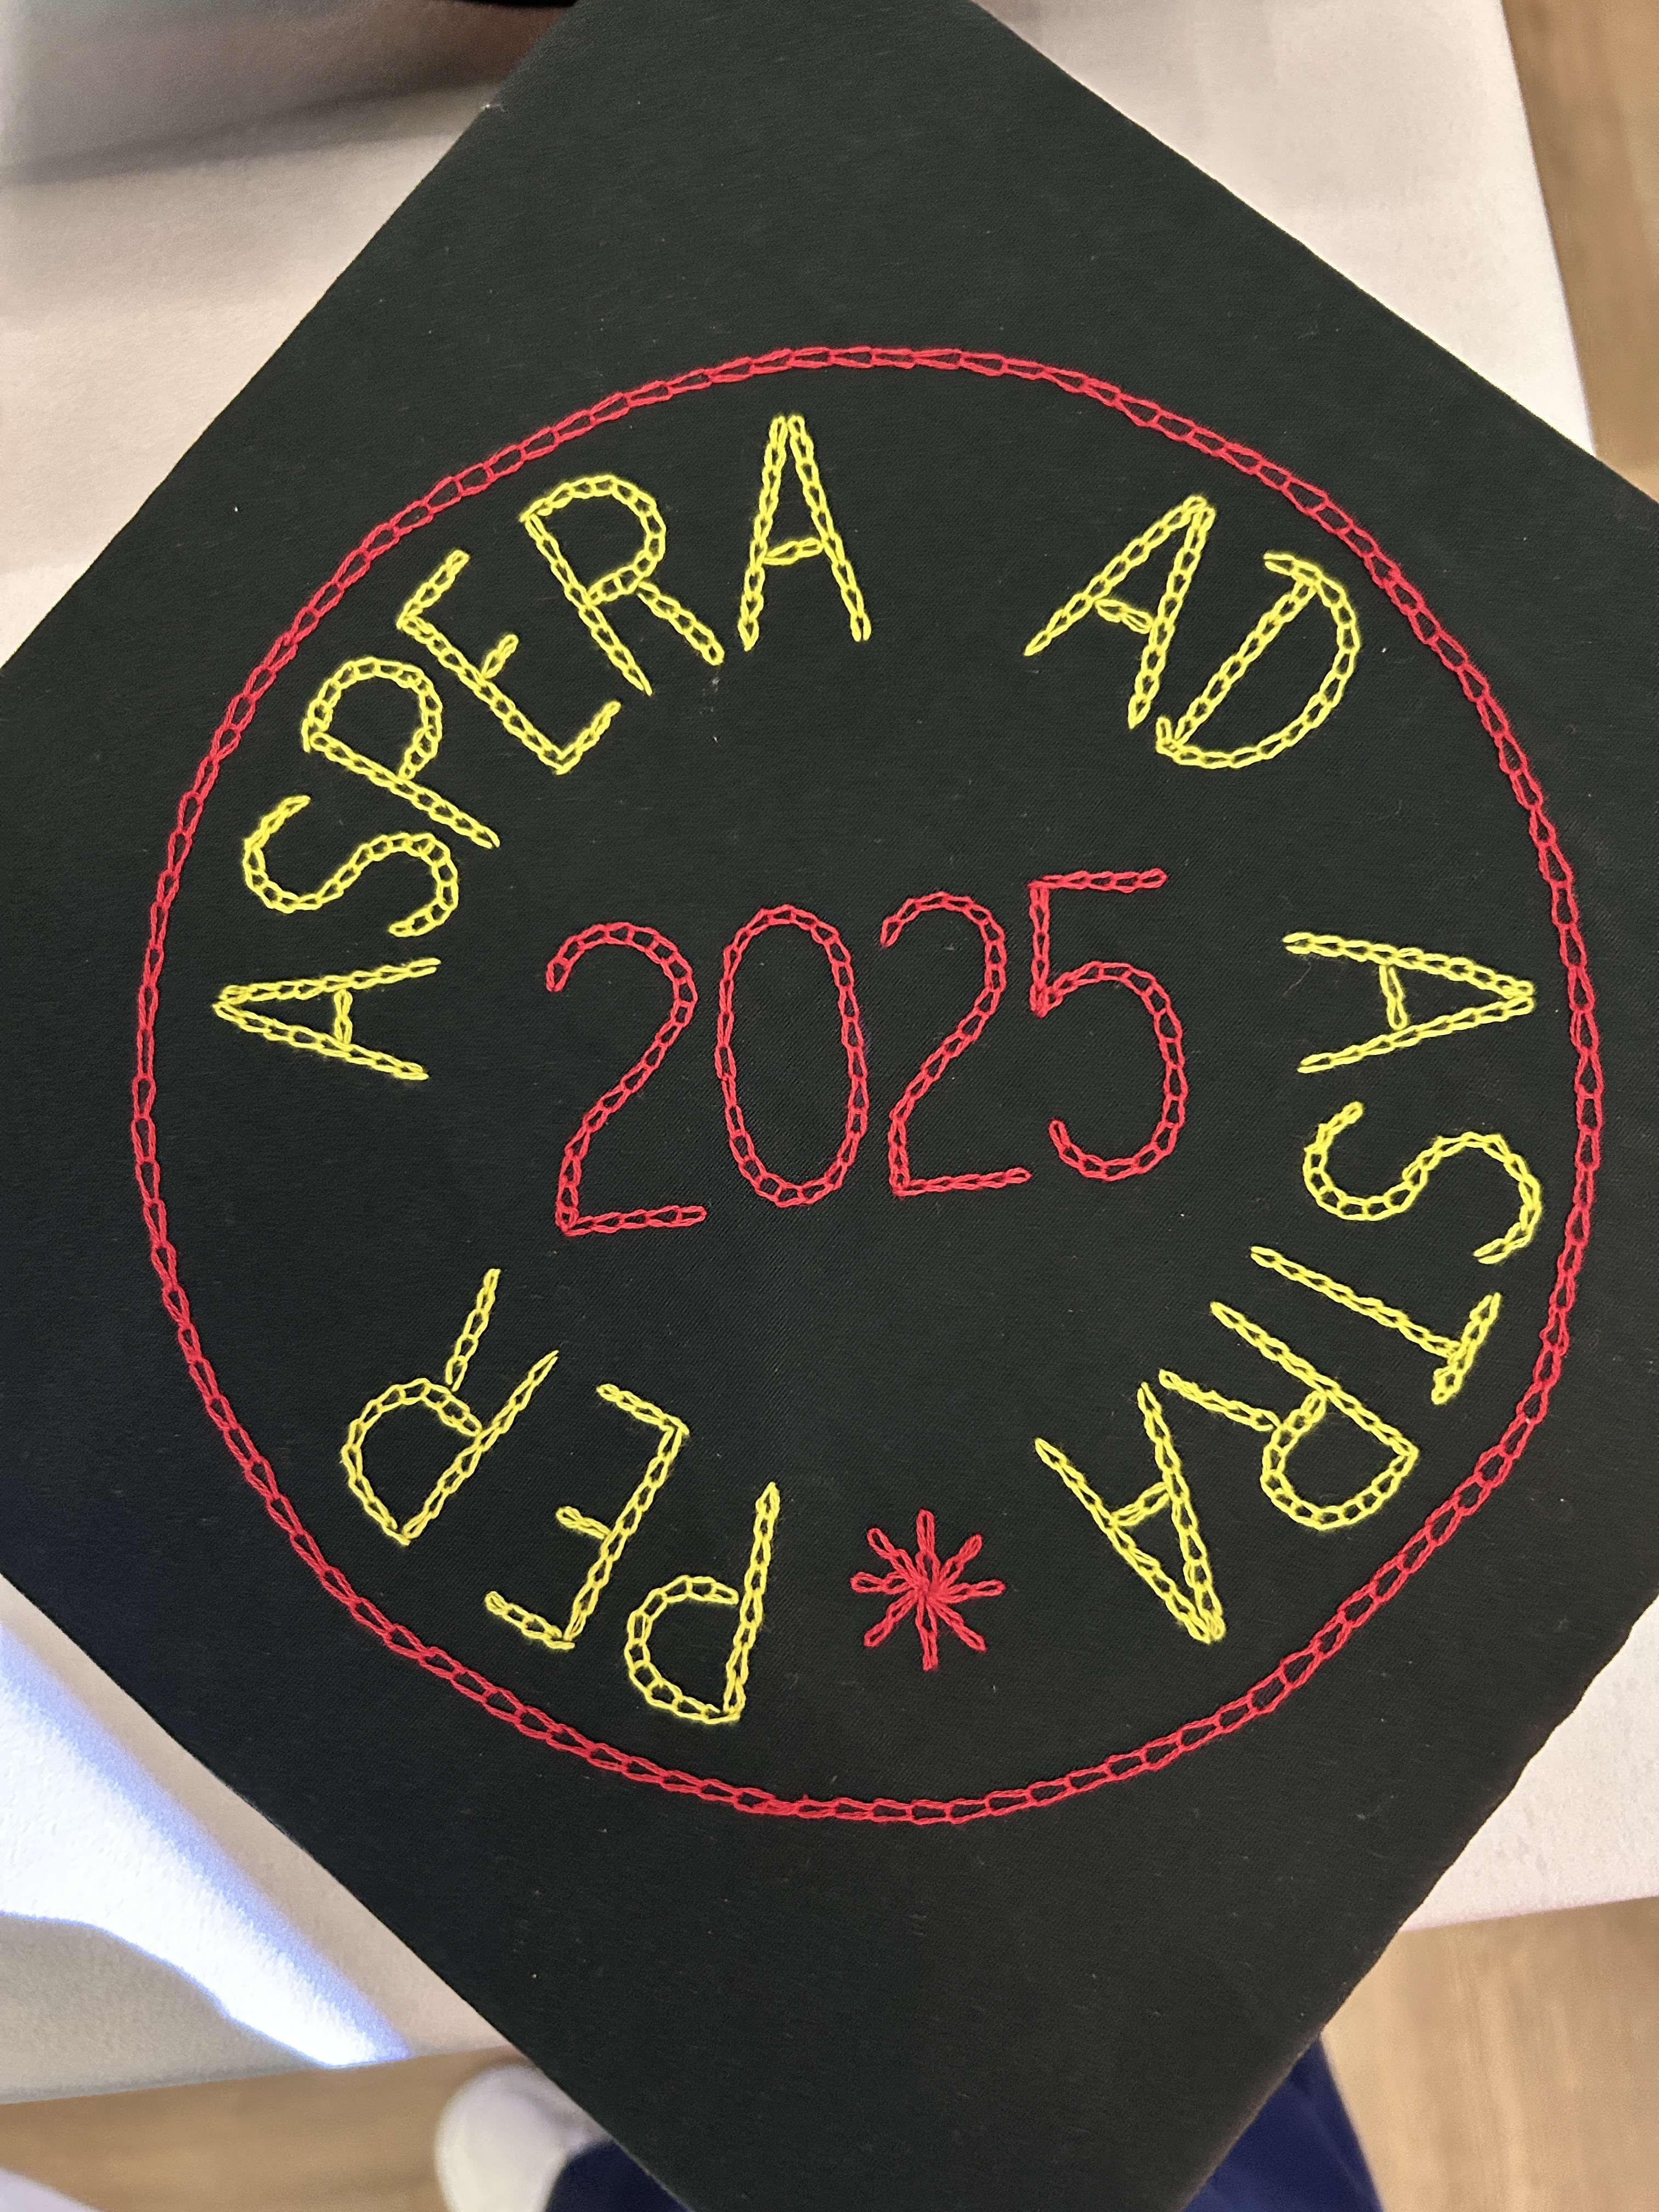 PER ASPERA AD ASTRA *
2025